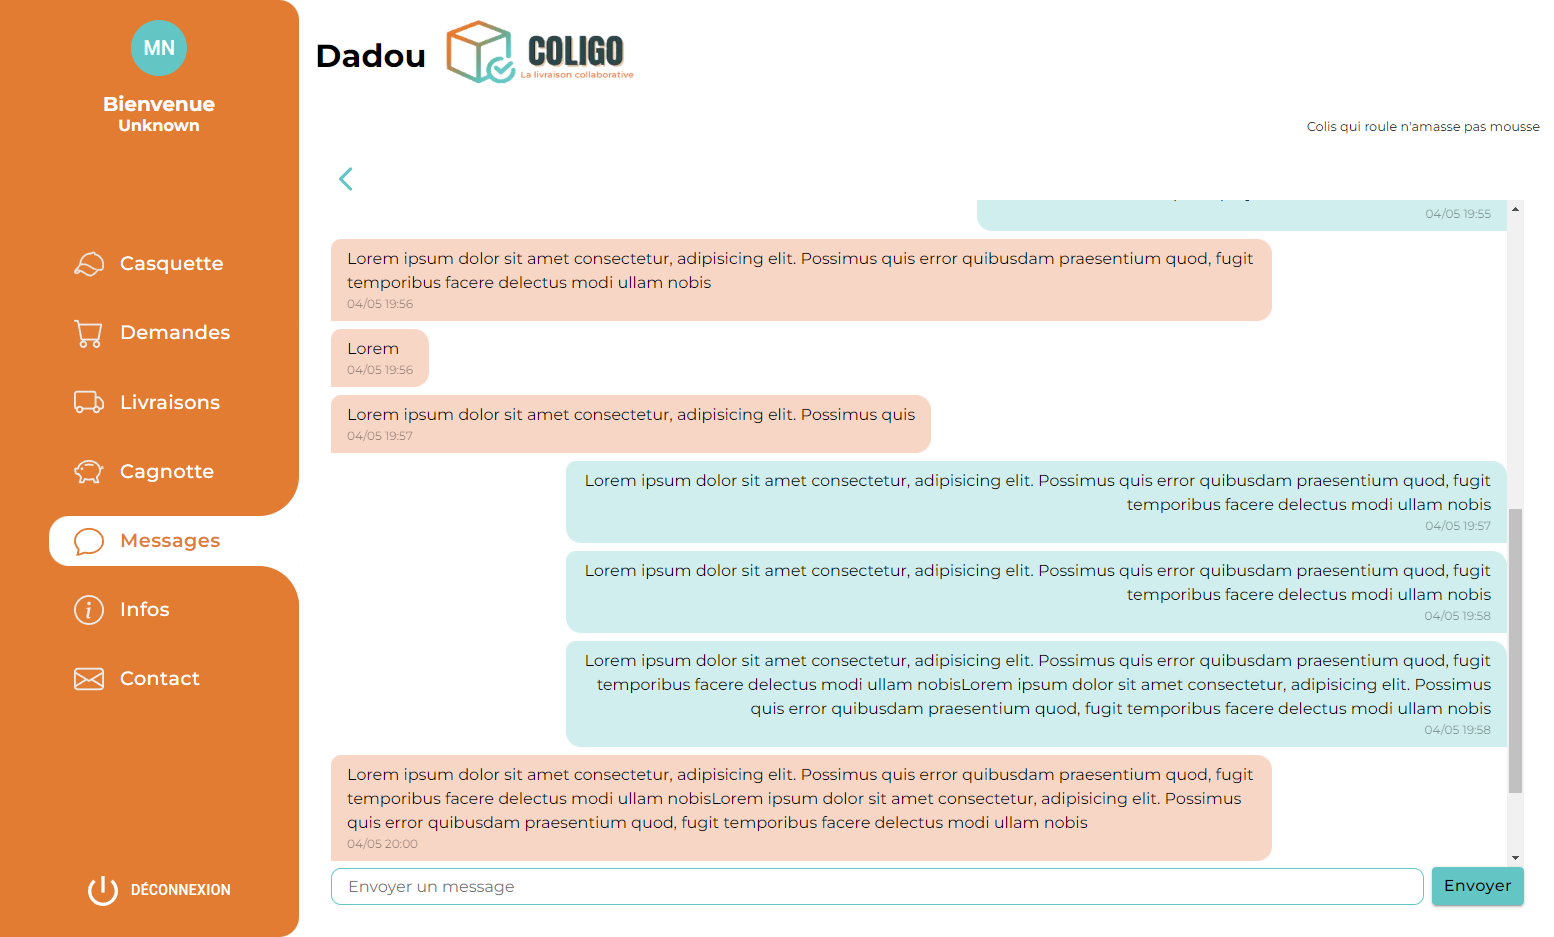 MN
Bienvenue
Unknown
Casquette
Demandes
Livraisons
Cagnotte
Messages
Infos
Contact
DÉCONNEXION
Dadou
COLIGO
La livraison collaborative
Colis qui roule n'amasse pas mousse
04/05 19:55
Lorem ipsum dolor sit amet consectetur, adipisicing elit. Possimus quis error quibusdam praesentium quod, fugit
temporibus facere delectus modi ullam nobis
04/05 19:56
Lorem
04/05 19:56
Lorem ipsum dolor sit amet consectetur, adipisicing elit. Possimus quis
04/05 19:57
Lorem ipsum dolor sit amet consectetur, adipisicing elit. Possimus quis error quibusdam praesentium quod, fugit
temporibus facere delectus modi ullam nobis
04/05 19:57
Lorem ipsum dolor sit amet consectetur, adipisicing elit. Possimus quis error quibusdam praesentium quod, fugit
temporibus facere delectus modi ullam nobis
04/05 19:58
Lorem ipsum dolor sit amet consectetur, adipisicing elit. Possimus quis error quibusdam praesentium quod, fugit
temporibus facere delectus modi ullam nobisLorem ipsum dolor sit amet consectetur, adipisicing elit. Possimus
quis error quibusdam praesentium quod, fugit temporibus facere delectus modi ullam nobis
04/05 19:58
Lorem ipsum dolor sit amet consectetur, adipisicing elit. Possimus quis error quibusdam praesentium quod, fugit
temporibus facere delectus modi ullam nobisLorem ipsum dolor sit amet consectetur, adipisicing elit. Possimus
quis error quibusdam praesentium quod, fugit temporibus facere delectus modi ullam nobis
04/05 20:00
Envoyer un message
Envoyer